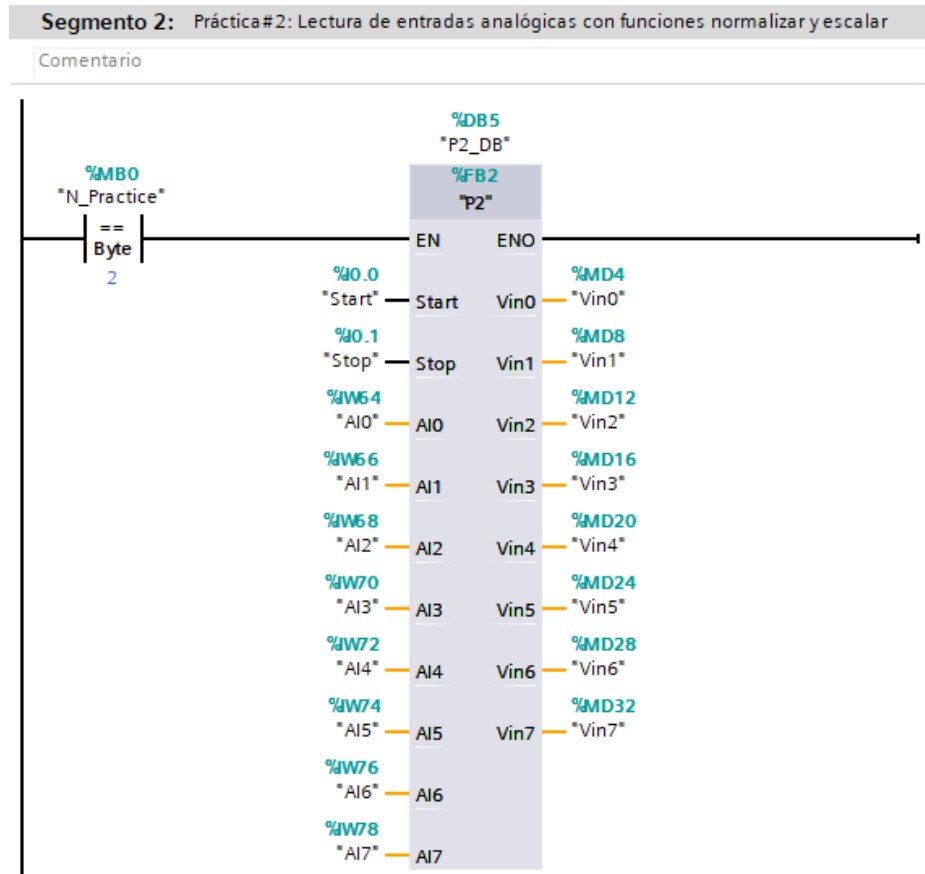 Segmento 2: Práctica#2: Lectura de entradas analógicas con funciones normalizar y escalar
Comentario
%DB5
"P2_DB"
%MB0
%FB2
"N_Practice"
"P2"
==
Byte
EN ENO
2
%I0.0 %MD4
"Start" Start Vin0 "Vin0"
%I0.1 %MD8
"Stop" Stop Vin1 "Vin1"
%IW64 %MD12
"AI0" AI0 Vin2 "Vin2"
%IW66 %MD16
"AI1" AI1 Vin3 "Vin3"
%IW68 %MD20
"AI2" AI2 Vin4 "Vin4"
%IW70 %MD24
"AI3" AI3 Vin5 "Vin5"
%IW72 %MD28
"AI4" AI4 Vin6 "Vin6"
%IW74 %MD32
"AI5" AI5 Vin7 "Vin7"
%IW76
"AI6" AI6
%IW78
"AI7" AI7